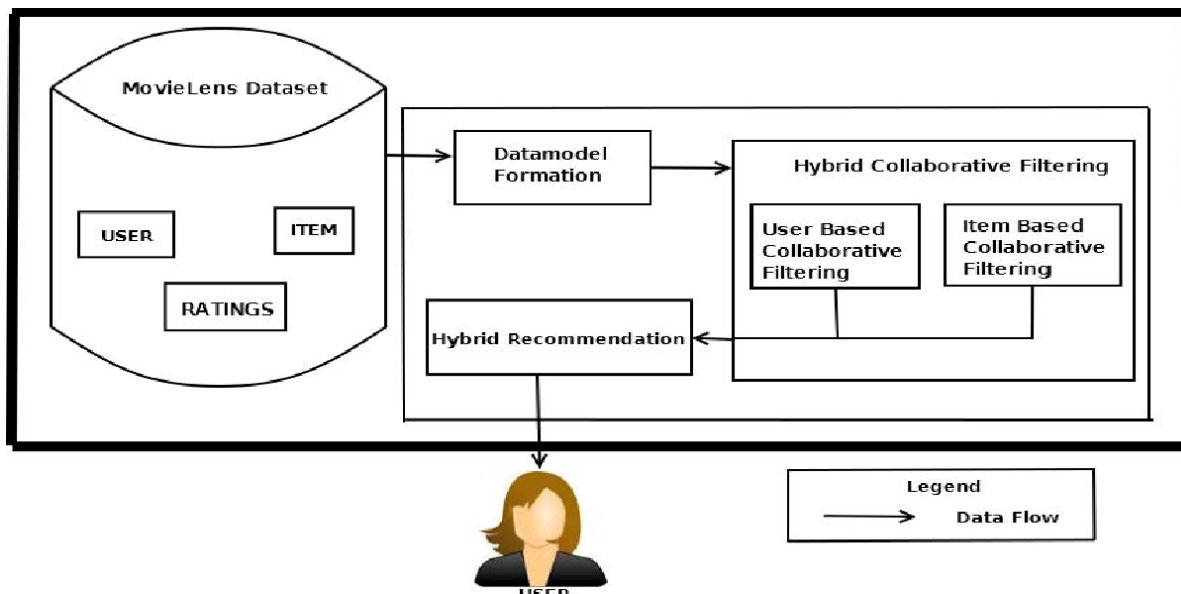 MovieLens Dataset
USER
ITEM
RATINGS
Datamodel
Formation
Hybrid Collaborative Filtering
User Based
Collaborative
Filtering
Item Based
Collaborative
Filtering
Hybrid Recommendation
USER
Legend
Data Flow